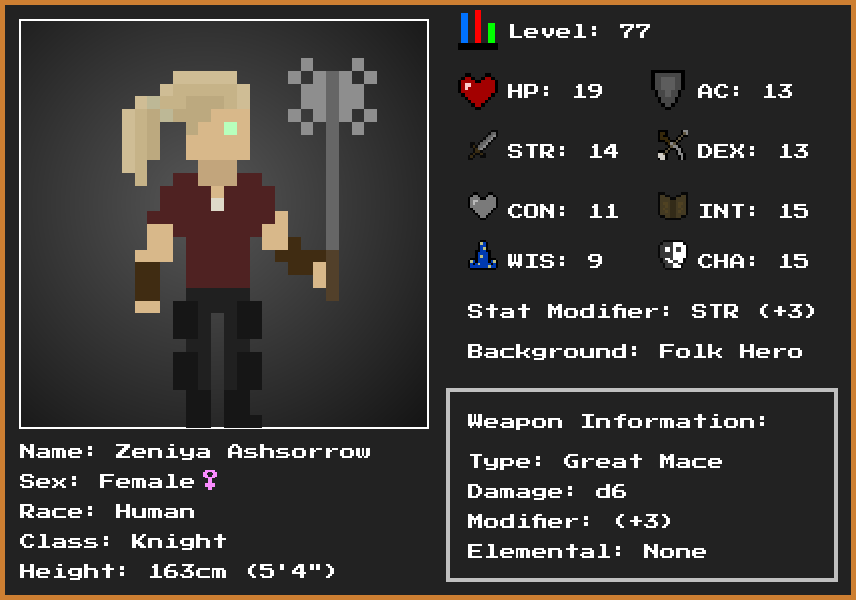 Level: 77
HP: 19
AC: 13
STR: 14
DEX: 13
CON: 11
INT: 15
WIS: 9
CHA: 15
Stat Modifier: STR (+3)
Background: Folk Hero
Weapon Information:
Type: Great Mace
Damage: d6
Modifier: (+3)
Elemental: None
Name: Zeniya Ashsorrow
Sex: Female♀
Race: Human
Class: Knight
Height: 163cm (5'4")